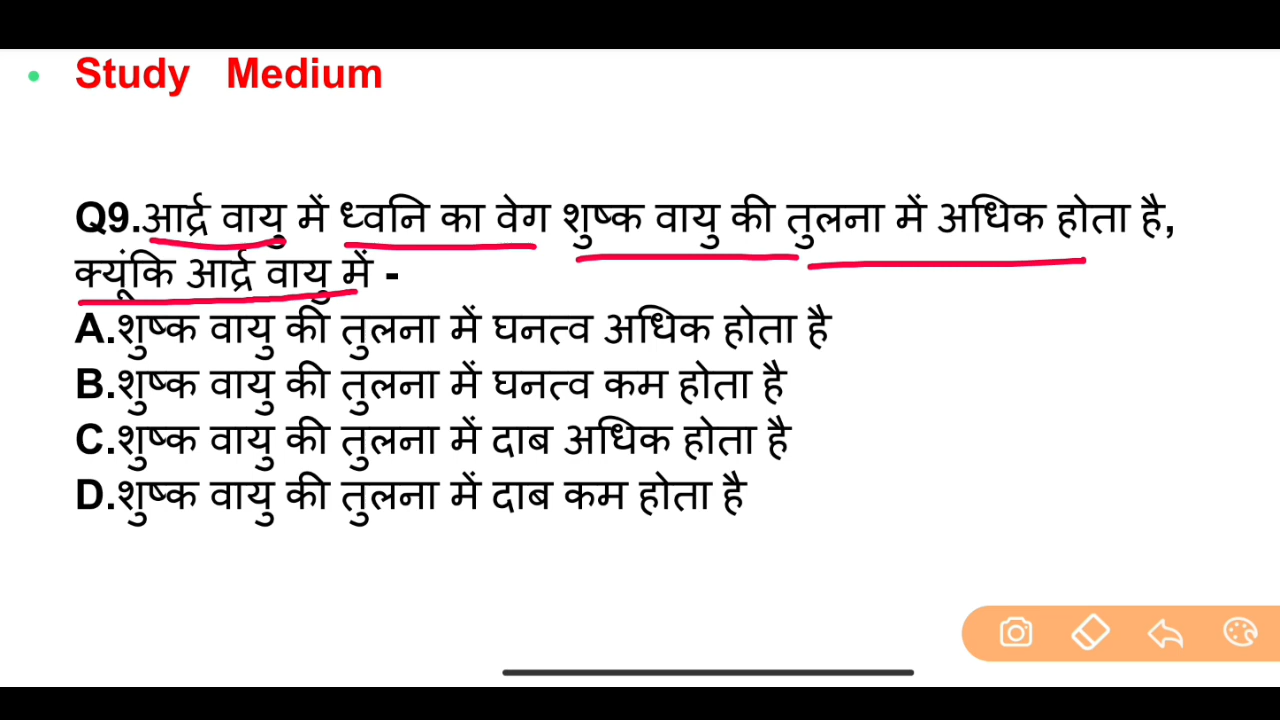 Study Medium
Q9.आर्द्र वायु में ध्वनि का वेग शुष्क वायु की तुलना में अधिक होता है,
क्यूंकि आर्द्र वायु में -
A.शुष्क वायु की तुलना में घनत्व अधिक होता है
B.शुष्क वायु की तुलना में घनत्व कम होता है
C.शुष्क वायु की तुलना में दाब अधिक होता है
D.शुष्क वायु की तुलना में दाब कम होता है